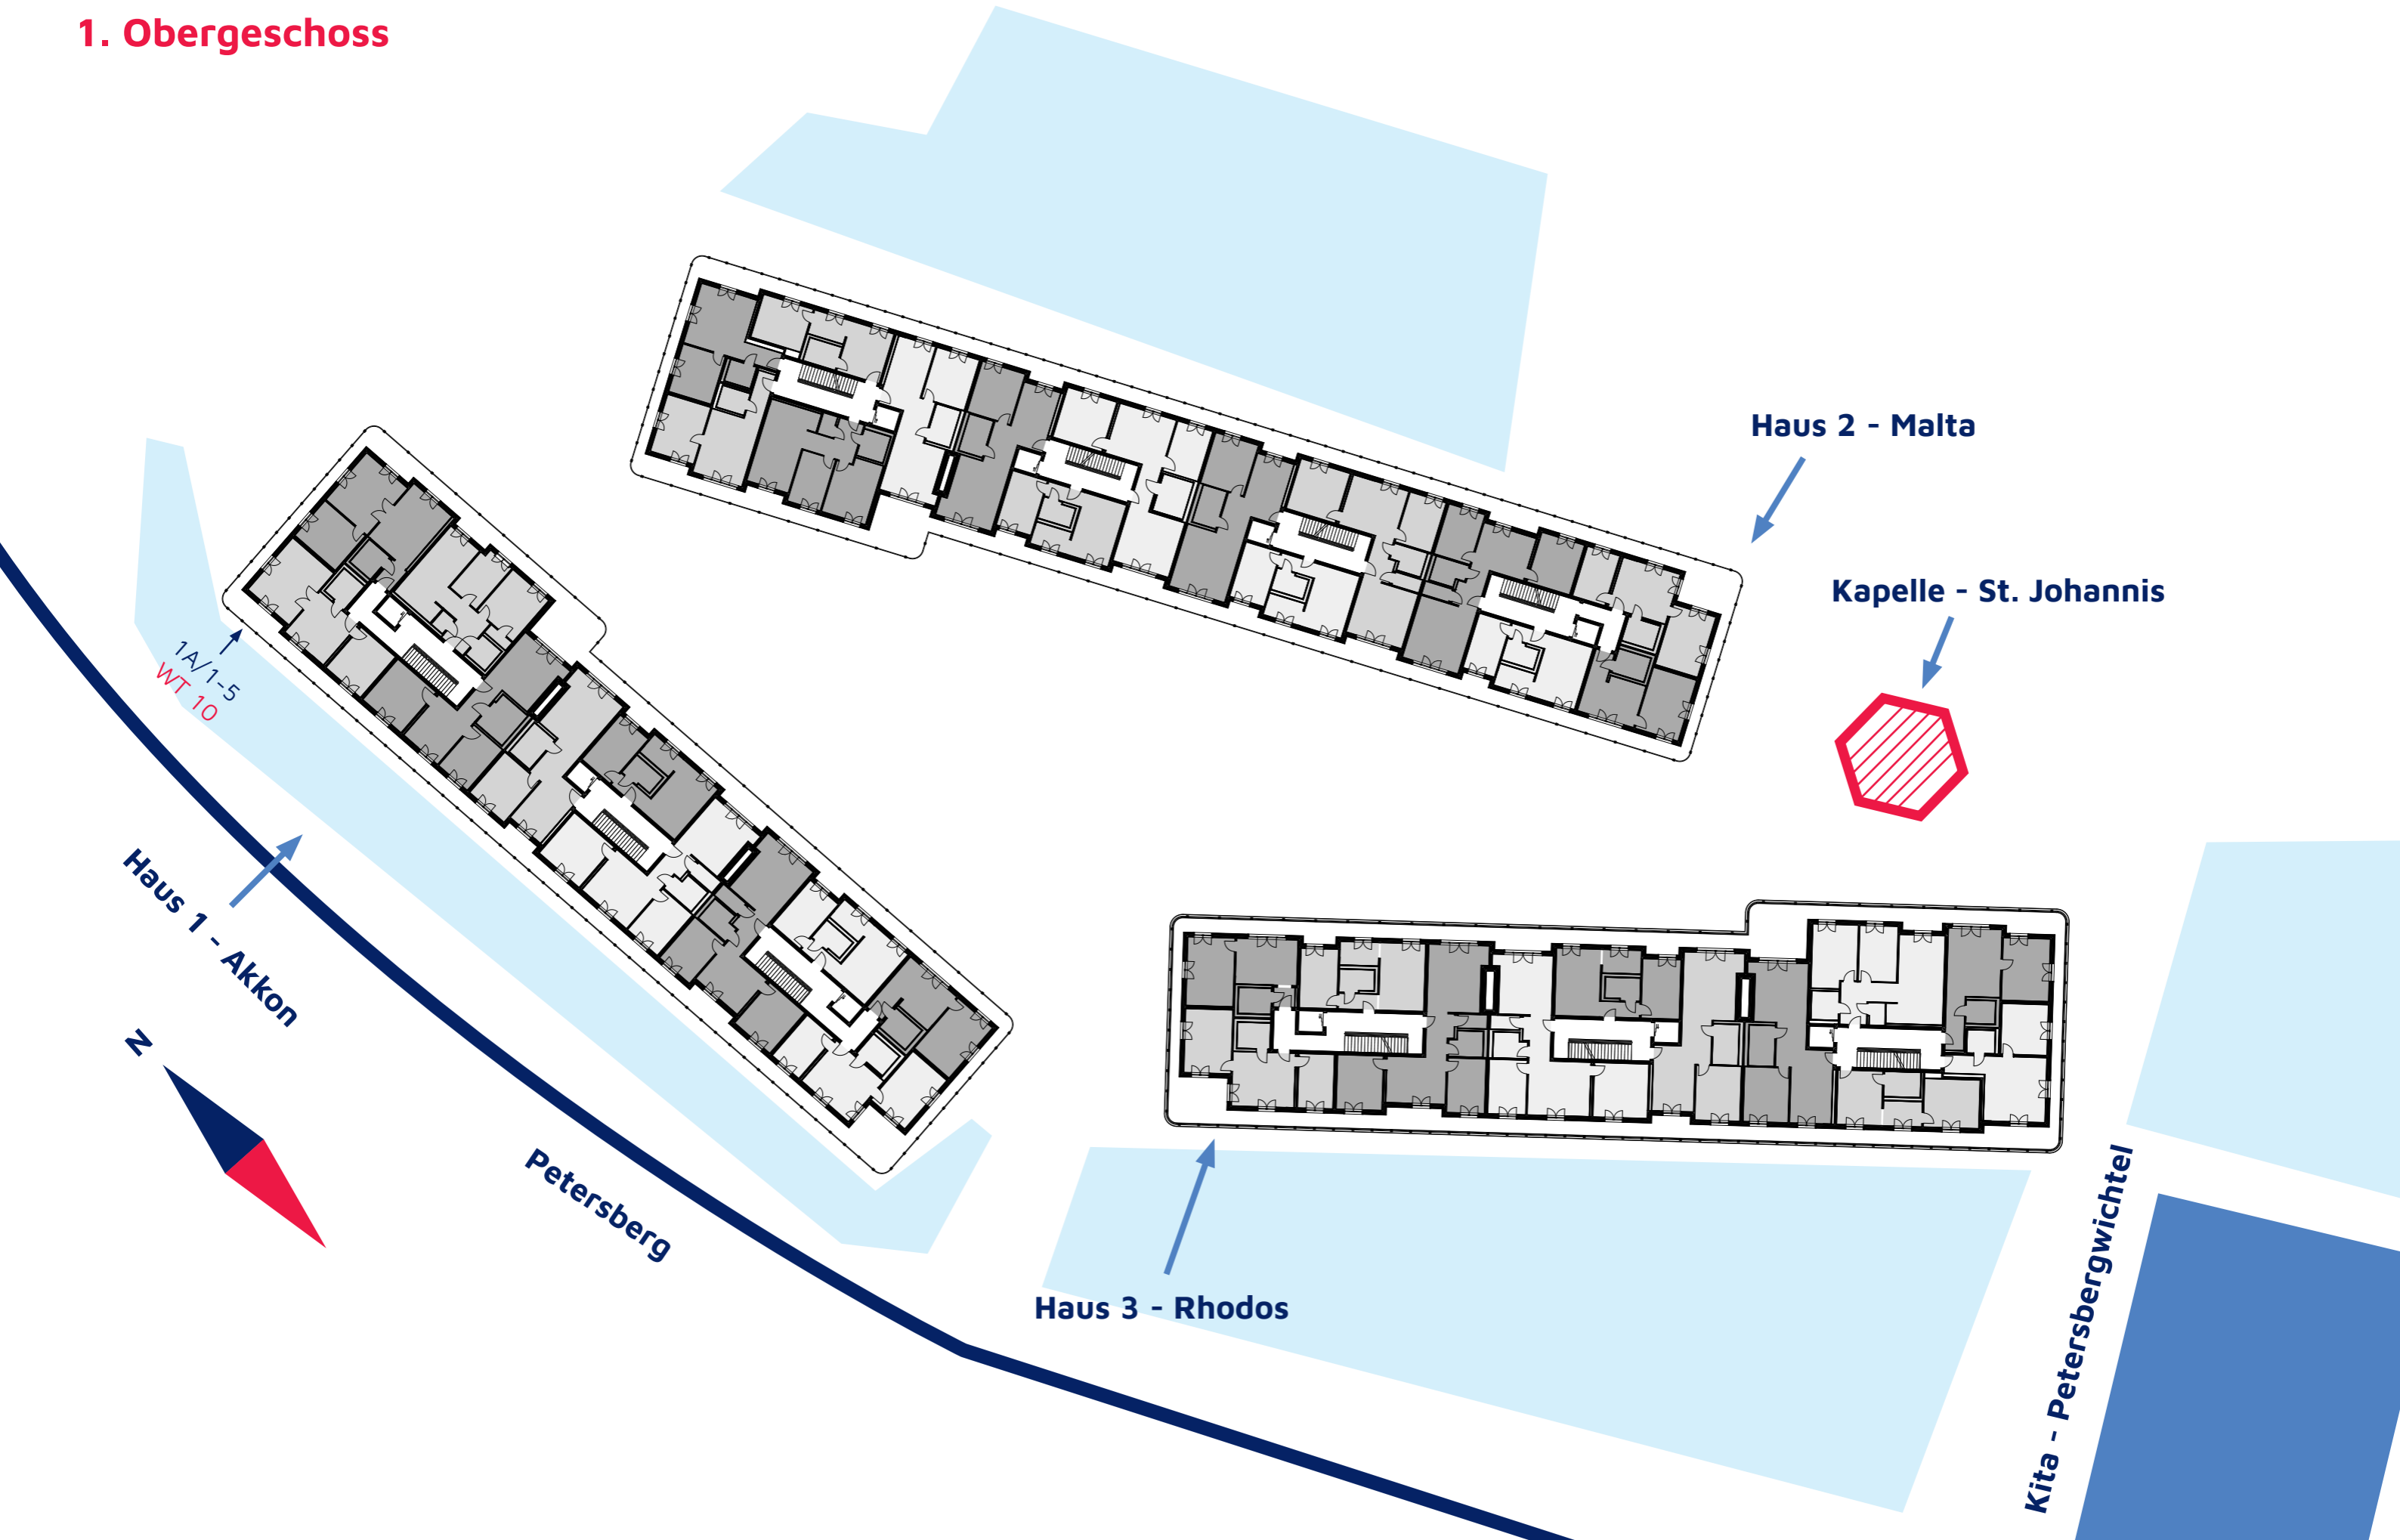 1. Obergeschoss
Haus 2 - Malta
Kapelle - St. Johannis
1A/1-5
WT 10
Haus 1 - Akkon
N
Petersberg
Haus 3 - Rhodos
Kita - Petersbergwichtel